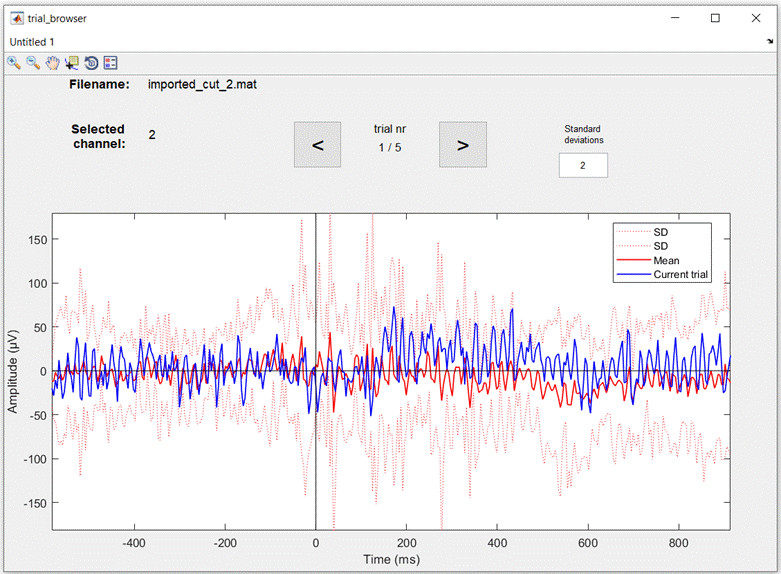 trial_browser
Untitled 1
Filename: imported_cut_2.mat
Selected channel: 2
<
trial nr
1 / 5
>
Standard deviations
2
SD
SD
Mean
Current trial
150
100
50
0
-50
-100
-150
Amplitude (µV)
-400 -200 0 200 400 600 800
Time (ms)